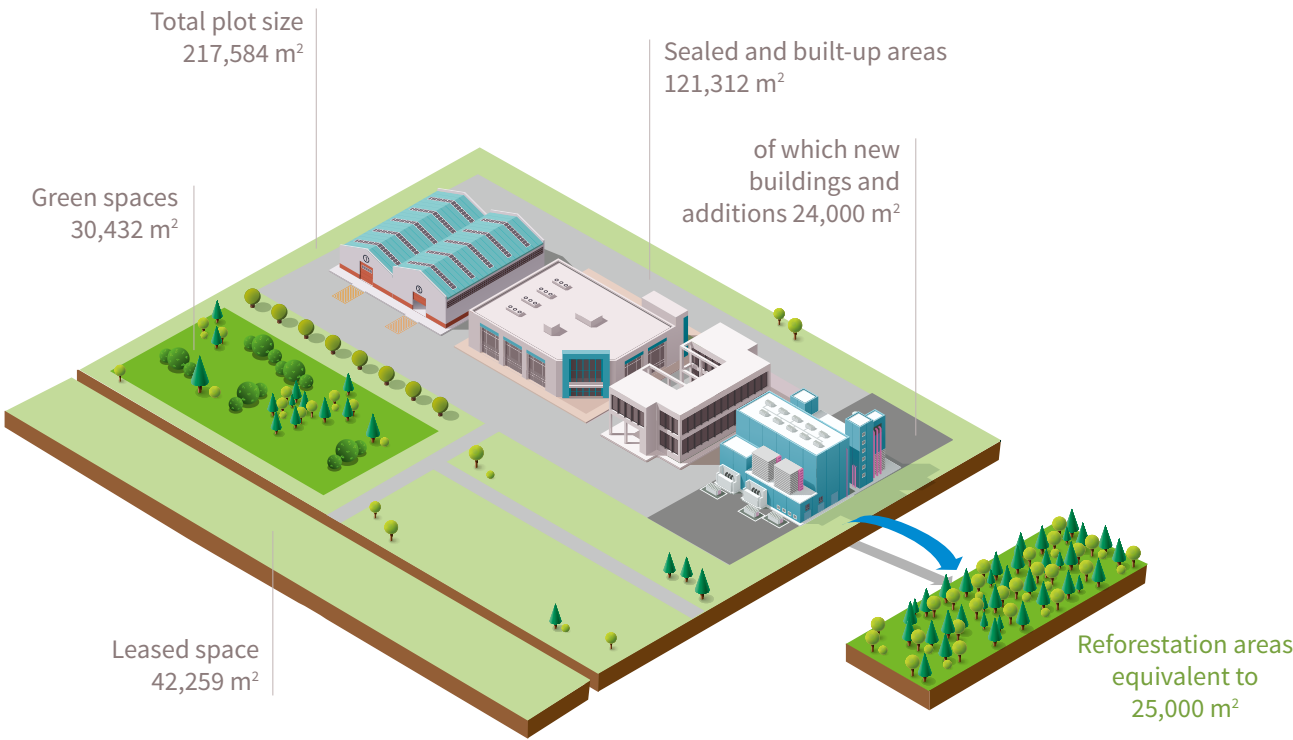 Total plot size
217,584 m²
Sealed and built-up areas
121,312 m²
of which new
buildings and
additions 24,000 m²
Green spaces
30,432 m²
Leased space
42,259 m²
Reforestation areas
equivalent to
25,000 m²